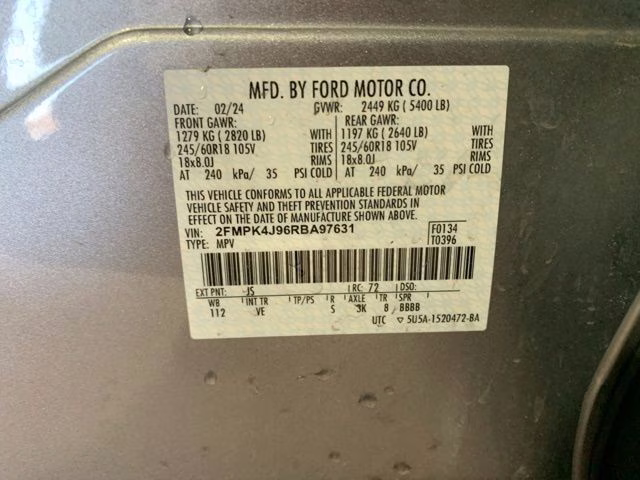 MFD. BY FORD MOTOR CO.
DATE: 02/24 GVWR: 2449 KG ( 5400 LB)
FRONT GAWR: REAR GAWR:
1279 KG ( 2820 LB) WITH 1197 KG ( 2640 LB) WITH
245/60R18 105V TIRES 245/60R18 105V TIRES
18x8.0J RIMS 18x8.0J RIMS
AT 240 kPa/ 35 PSI COLD AT 240 kPa/ 35 PSI COLD
THIS VEHICLE CONFORMS TO ALL APPLICABLE FEDERAL MOTOR
VEHICLE SAFETY AND THEFT PREVENTION STANDARDS IN
EFFECT ON THE DATE OF MANUFACTURE SHOWN ABOVE.
VIN: 2FMPK4J96RBA97631 F0134
TYPE: MPV T0396
EXT PNT: JS RC: 72 DSO:
WB INT TR TP/PS R AXLE TR SPR
112 VE S 3K 8 BBBB
UTC ▽ 5U5A-1520472-BA